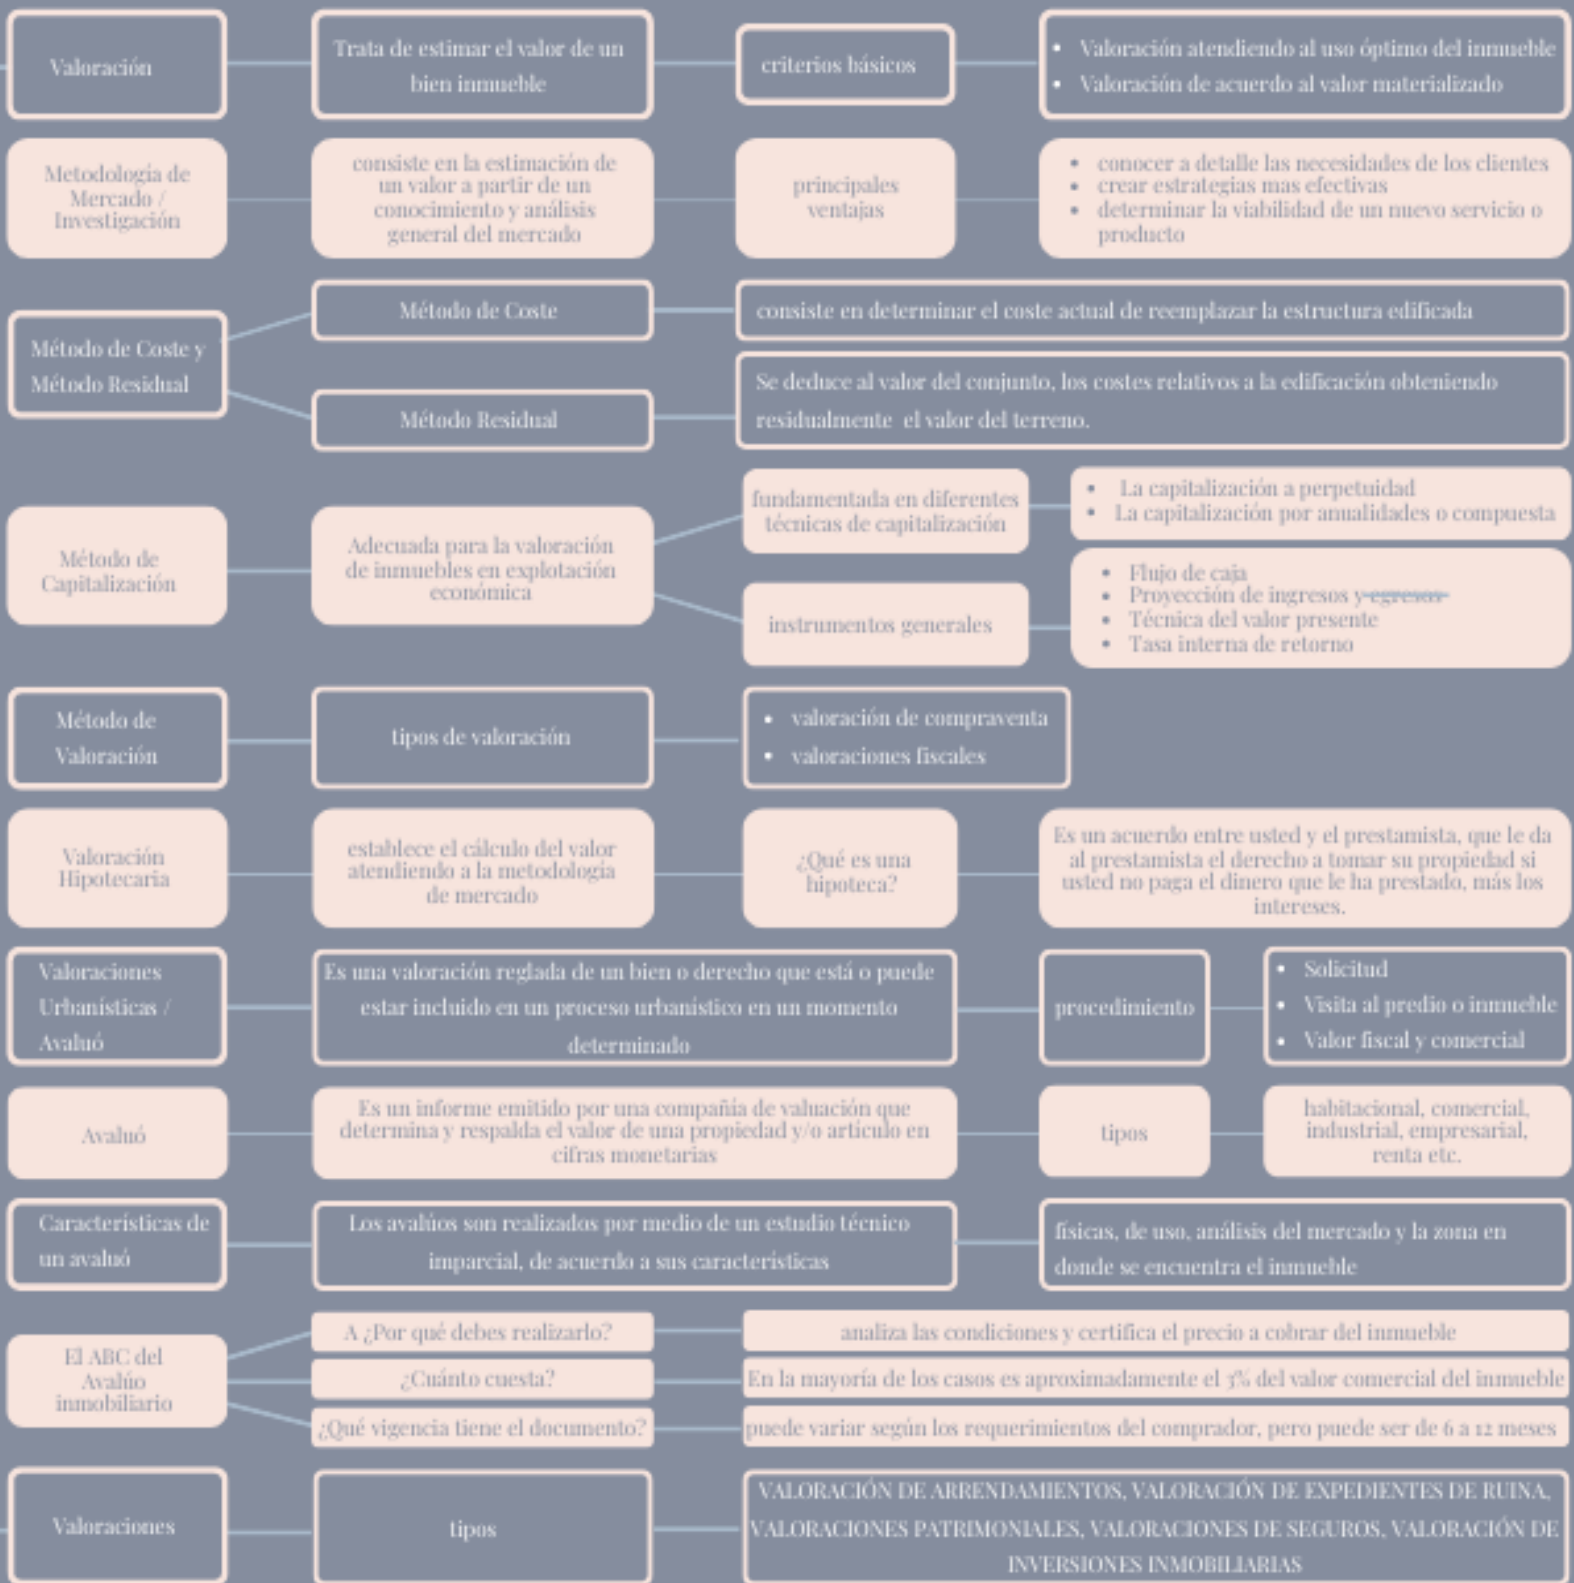 Valoración
Trata de estimar el valor de un
bien inmueble
criterios básicos
• Valoración atendiendo al uso óptimo del inmueble
• Valoración de acuerdo al valor materializado
Metodología de
Mercado /
Investigación
consiste en la estimación de
un valor a partir de un
conocimiento y análisis
general del mercado
principales
ventajas
• conocer a detalle las necesidades de los clientes
• crear estrategias mas efectivas
• determinar la viabilidad de un nuevo servicio o
producto
Método de Coste y
Método Residual
Método de Coste
consiste en determinar el coste actual de reemplazar la estructura edificada
Método Residual
Se deduce al valor del conjunto, los costes relativos a la edificación obteniendo
residualmente el valor del terreno.
Método de
Capitalización
Adecuada para la valoración
de inmuebles en explotación
económica
fundamentada en diferentes
técnicas de capitalización
• La capitalización a perpetuidad
• La capitalización por anualidades o compuesta
instrumentos generales
• Flujo de caja
• Proyección de ingresos y egresos
• Técnica del valor presente
• Tasa interna de retorno
Método de
Valoración
tipos de valoración
• valoración de compraventa
• valoraciones fiscales
Valoración
Hipotecaria
establece el cálculo del valor
atendiendo a la metodología
de mercado
¿Qué es una
hipoteca?
Es un acuerdo entre usted y el prestamista, que le da
al prestamista el derecho a tomar su propiedad si
usted no paga el dinero que le ha prestado, más los
intereses.
Valoraciones
Urbanísticas /
Avaluó
Es una valoración reglada de un bien o derecho que está o puede
estar incluido en un proceso urbanístico en un momento
determinado
procedimiento
• Solicitud
• Visita al predio o inmueble
• Valor fiscal y comercial
Avaluó
Es un informe emitido por una compañía de valuación que
determina y respalda el valor de una propiedad y/o artículo en
cifras monetarias
tipos
habitacional, comercial,
industrial, empresarial,
renta etc.
Características de
un avaluó
Los avalúos son realizados por medio de un estudio técnico
imparcial, de acuerdo a sus características
físicas, de uso, análisis del mercado y la zona en
donde se encuentra el inmueble
El ABC del
Avalúo
inmobiliario
A ¿Por qué debes realizarlo?
analiza las condiciones y certifica el precio a cobrar del inmueble
¿Cuánto cuesta?
En la mayoría de los casos es aproximadamente el 3% del valor comercial del inmueble
¿Qué vigencia tiene el documento?
puede variar según los requerimientos del comprador, pero puede ser de 6 a 12 meses
Valoraciones
tipos
VALORACIÓN DE ARRENDAMIENTOS, VALORACIÓN DE EXPEDIENTES DE RUINA,
VALORACIONES PATRIMONIALES, VALORACIONES DE SEGUROS, VALORACIÓN DE
INVERSIONES INMOBILIARIAS